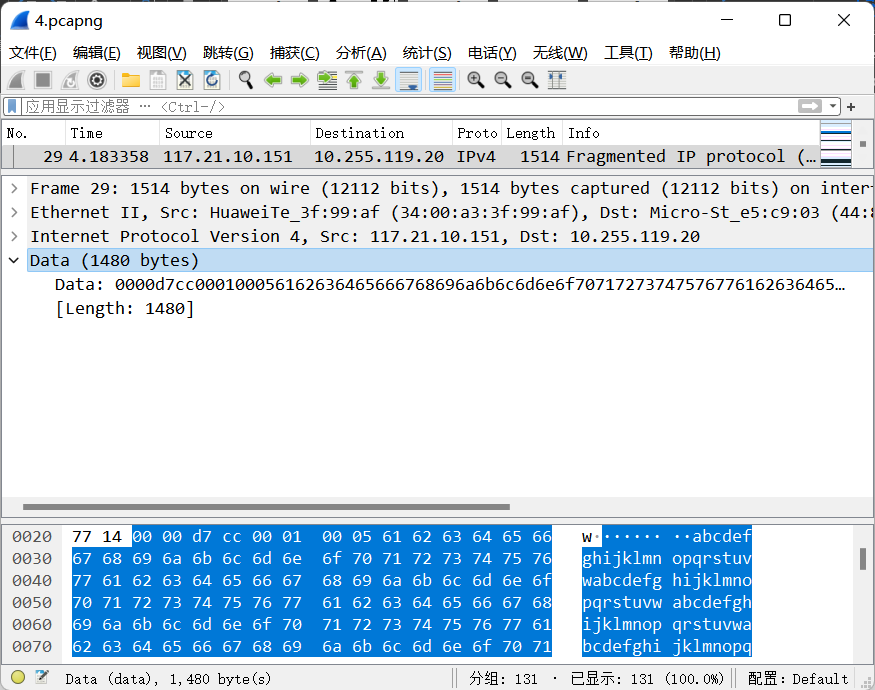 4.pcapng
文件(F) 编辑(E) 视图(V) 跳转(G) 捕获(C) 分析(A) 统计(S) 电话(Y) 无线(W) 工具(T) 帮助(H)
应用显示过滤器 … <Ctrl-/>
No. Time Source Destination Proto Length Info
29 4.183358 117.21.10.151 10.255.119.20 IPv4 1514 Fragmented IP protocol (…
Frame 29: 1514 bytes on wire (12112 bits), 1514 bytes captured (12112 bits) on inter
Ethernet II, Src: HuaweiTe_3f:99:af (34:00:a3:3f:99:af), Dst: Micro-St_e5:c9:03 (44:8
Internet Protocol Version 4, Src: 117.21.10.151, Dst: 10.255.119.20
Data (1480 bytes)
Data: 0000d7cc000100056162636465666768696a6b6c6d6e6f7071727374757677616263646​5…
[Length: 1480]
0020 77 14 00 00 d7 cc 00 01 00 05 61 62 63 64 65 66 w······· ··abcdef
0030 67 68 69 6a 6b 6c 6d 6e 6f 70 71 72 73 74 75 76 ghijklmn opqrstuv
0040 77 61 62 63 64 65 66 67 68 69 6a 6b 6c 6d 6e 6f wabcdefg hijklmno
0050 70 71 72 73 74 75 76 77 61 62 63 64 65 66 67 68 pqrstuvw abcdefgh
0060 69 6a 6b 6c 6d 6e 6f 70 71 72 73 74 75 76 77 61 ijklmnop qrstuvwa
0070 62 63 64 65 66 67 68 69 6a 6b 6c 6d 6e 6f 70 71 bcdefghi jklmnopq
Data (data), 1,480 byte(s) 分组: 131 · 已显示: 131 (100.0%) 配置: Default